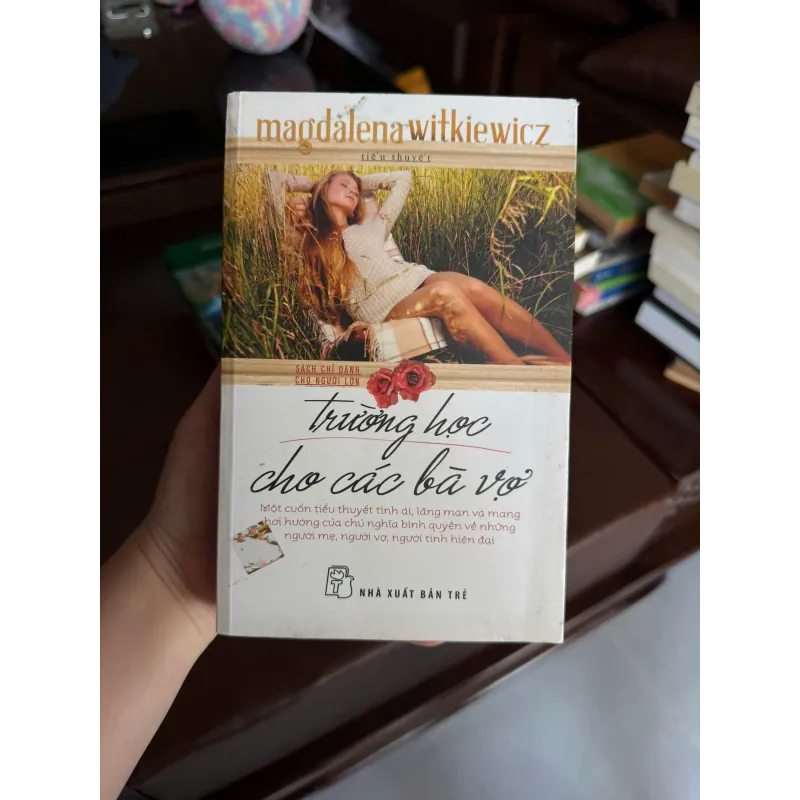 magdalena witkiewicz
tiểu thuyết
SÁCH CHỈ DÀNH
CHO NGƯỜI LỚN
trường học
cho các bà vợ
Một cuốn tiểu thuyết tình ái, lãng mạn và mang
hơi hướng của chủ nghĩa bình quyền về những
người mẹ, người vợ, người tình hiện đại
NHÀ XUẤT BẢN TRẺ